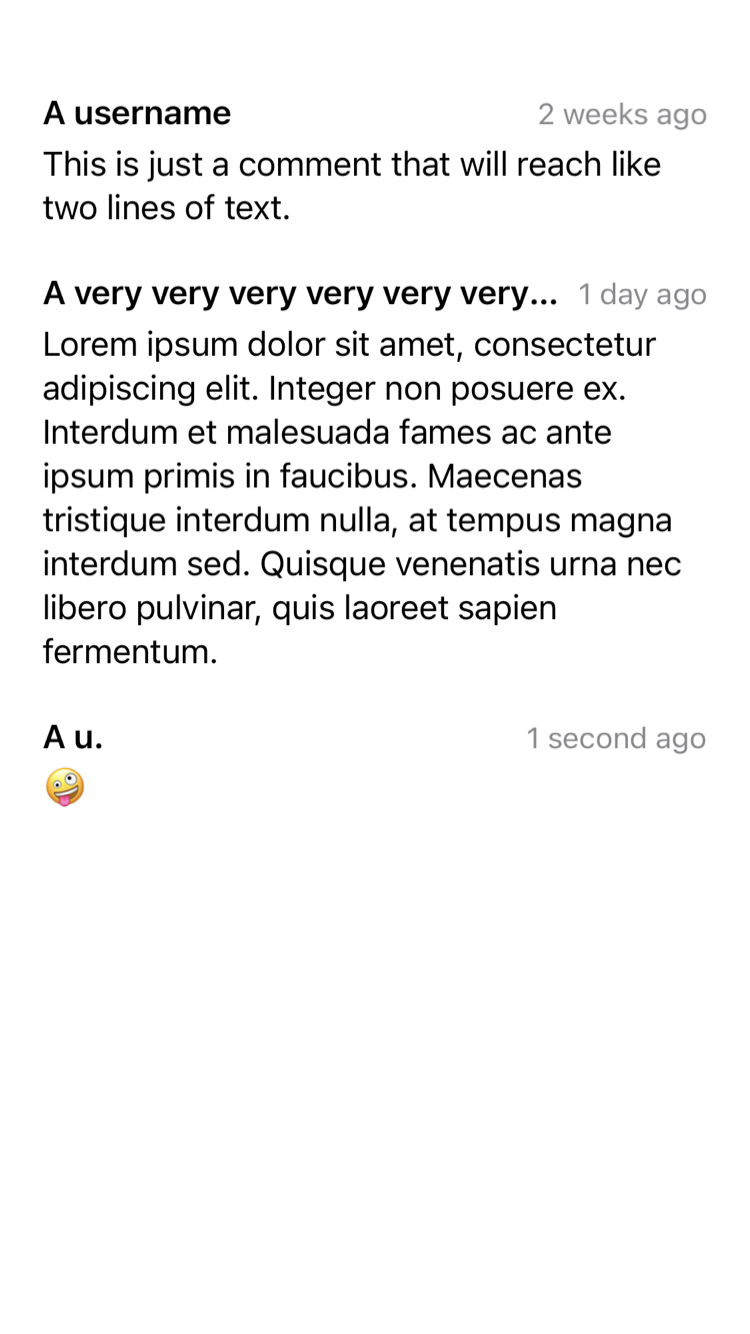 A username 2 weeks ago
This is just a comment that will reach like
two lines of text.
A very very very very very very... 1 day ago
Lorem ipsum dolor sit amet, consectetur
adipiscing elit. Integer non posuere ex.
Interdum et malesuada fames ac ante
ipsum primis in faucibus. Maecenas
tristique interdum nulla, at tempus magna
interdum sed. Quisque venenatis urna nec
libero pulvinar, quis laoreet sapien
fermentum.
A u. 1 second ago
🤪